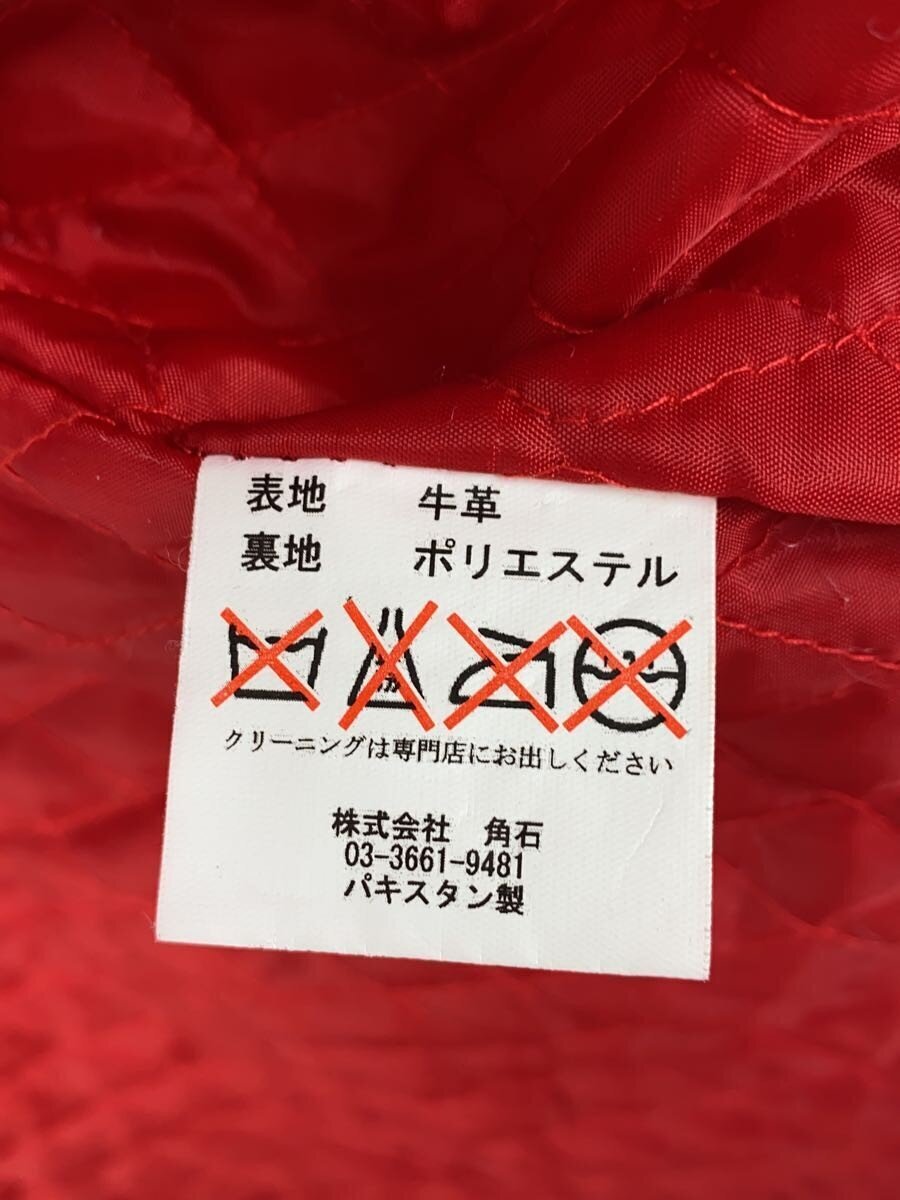 表地 牛革
裏地 ポリエステル
クリーニングは専門店にお出しください
株式会社 角石
03-3661-9481
パキスタン製